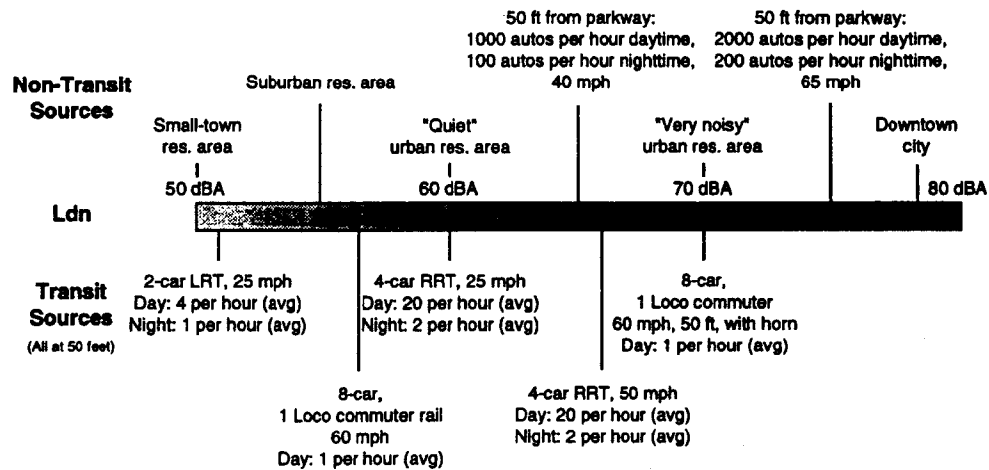 50 ft from parkway:
1000 autos per hour daytime,
100 autos per hour nighttime,
40 mph
50 ft from parkway:
2000 autos per hour daytime,
200 autos per hour nighttime,
65 mph
Non-Transit
Sources
Suburban res. area
Small-town
res. area
"Quiet"
urban res. area
"Very noisy"
urban res. area
Downtown
city
50 dBA
60 dBA
70 dBA
80 dBA
Ldn
Transit
Sources
(All at 50 feet)
2-car LRT, 25 mph
Day: 4 per hour (avg)
Night: 1 per hour (avg)
4-car RRT, 25 mph
Day: 20 per hour (avg)
Night: 2 per hour (avg)
8-car,
1 Loco commuter
60 mph, 50 ft, with horn
Day: 1 per hour (avg)
8-car,
1 Loco commuter rail
60 mph
Day: 1 per hour (avg)
4-car RRT, 50 mph
Day: 20 per hour (avg)
Night: 2 per hour (avg)